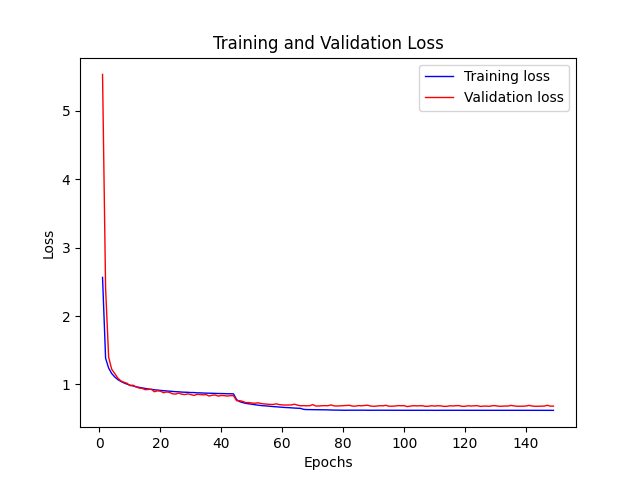 Training and Validation Loss
Training loss
Validation loss
Loss
5
4
3
2
1
0 20 40 60 80 100 120 140
Epochs